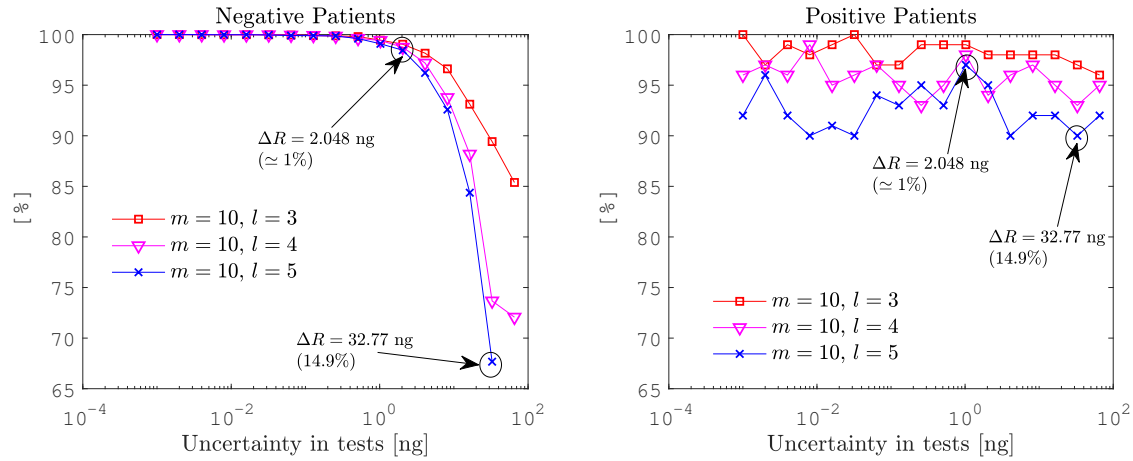 Negative Patients
100
95
90
85
80
75
70
65
[%]
ΔR = 2.048 ng
(≃ 1%)
m = 10, l = 3
m = 10, l = 4
m = 10, l = 5
ΔR = 32.77 ng
(14.9%)
10^-4
10^-2
10^0
10^2
Uncertainty in tests [ng]
Positive Patients
100
95
90
85
80
75
70
65
[%]
ΔR = 2.048 ng
(≃ 1%)
ΔR = 32.77 ng
(14.9%)
m = 10, l = 3
m = 10, l = 4
m = 10, l = 5
10^-4
10^-2
10^0
10^2
Uncertainty in tests [ng]